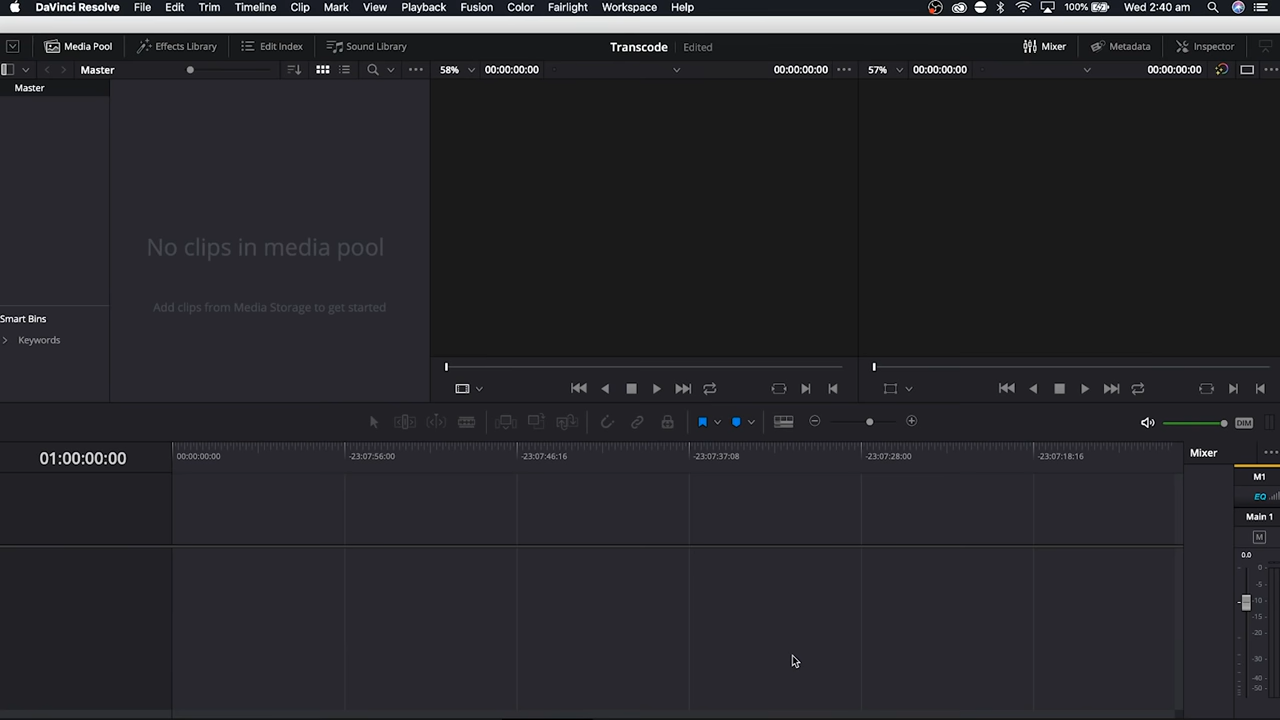 DaVinci Resolve File Edit Trim Timeline Clip Mark View Playback Fusion Color Fairlight Workspace Help 100% Wed 2:40 am
Media Pool Effects Library Edit Index Sound Library Transcode Edited Mixer Metadata Inspector
Master 58% 00:00:00:00 00:00:00:00 57% 00:00:00:00 00:00:00:00
Master
No clips in media pool
Add clips from Media Storage to get started
Smart Bins
Keywords
DIM
01:00:00:00 00:00:00:00 -23:07:56:00 -23:07:46:16 -23:07:37:08 -23:07:28:00 -23:07:18:16 Mixer
M1
EQ
Main 1
M
0.0
0
-5
-10
-15
-20
-30
-40
-50